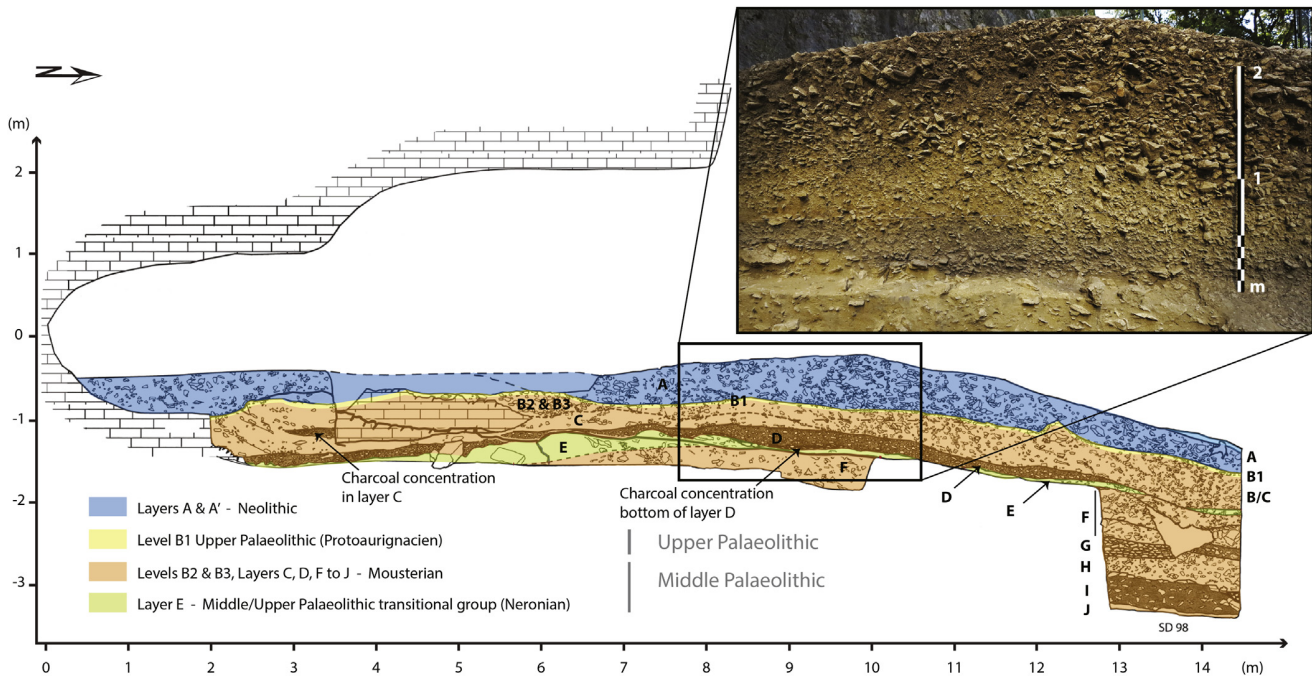 N
(m)
2
1
0
-1
-2
-3
2
1
m
A
B1
B2 & B3
C
D
E
F
Charcoal concentration
in layer C
Charcoal concentration
bottom of layer D
D
E
A
B1
B/C
F
G
H
I
J
SD 98
Layers A & A' - Neolithic
Level B1 Upper Palaeolithic (Protoaurignacien)
Levels B2 & B3, Layers C, D, F to J - Mousterian
Layer E - Middle/Upper Palaeolithic transitional group (Neronian)
Upper Palaeolithic
Middle Palaeolithic
0 1 2 3 4 5 6 7 8 9 10 11 12 13 14 (m)